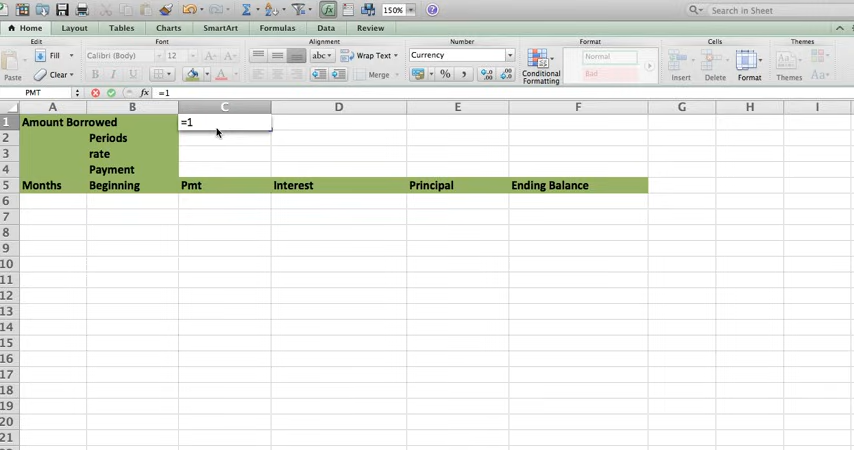 150%
Search in Sheet
Home Layout Tables Charts SmartArt Formulas Data Review
Edit Font Alignment Number Format Cells Themes
Fill Calibri (Body) 12 A A abc Wrap Text Currency Normal
Paste Clear B I U A Merge % Conditional Formatting Bad Insert Delete Format Themes Aa
PMT fx =1
A B C D E F G H I
1 Amount Borrowed =1
2 Periods
3 rate
4 Payment
5 Months Beginning Pmt Interest Principal Ending Balance
6
7
8
9
10
11
12
13
14
15
16
17
18
19
20
21